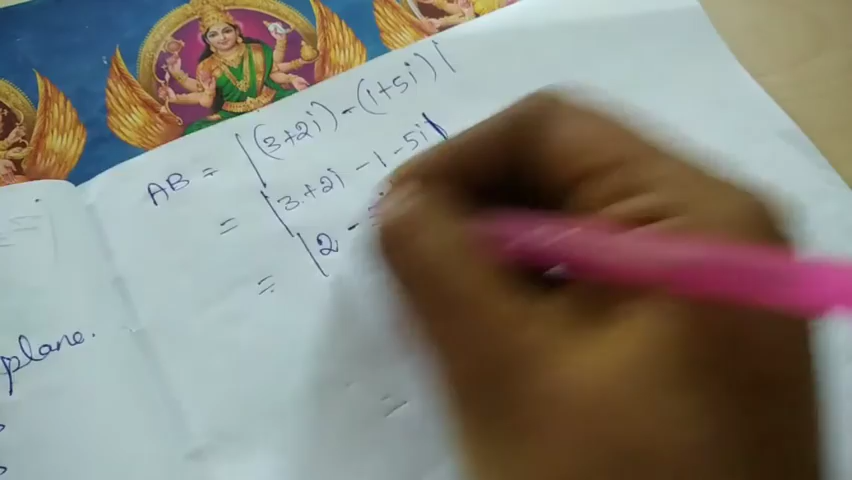 AB = |(3+2i) - (1+5i)|
= |3+2i - 1 - 5i|
= |2 -
=
plane.